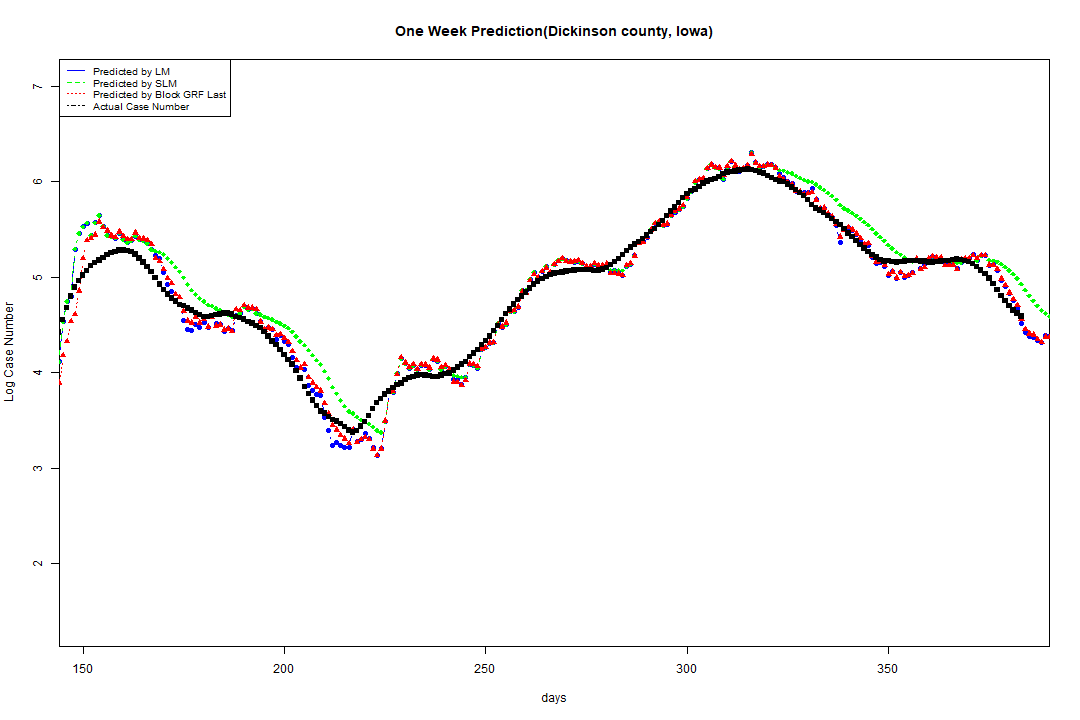 One Week Prediction(Dickinson county, Iowa)
Predicted by LM
Predicted by SLM
Predicted by Block GRF Last
Actual Case Number
7
6
5
4
3
2
Log Case Number
150 200 250 300 350
days